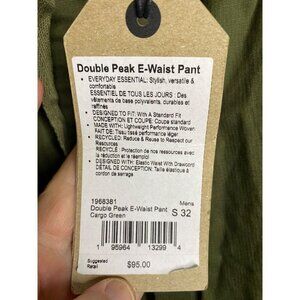 Double Peak E-Waist Pant
• EVERYDAY ESSENTIAL: Stylish, versatile &
comfortable
ESSENTIEL DE TOUS LES JOURS : Des
vêtements de base polyvalents, durables et
raffinés
• DESIGNED TO FIT: With A Standard Fit
CONCEPTION ET COUPE: Coupe standard
• MADE WITH: Lightweight Performance Woven
FAIT DE: Tissu tissé performance léger
• RECYCLED: Reduce & Reuse to Respect our
Resources
RECYCLÉ : Protection de nos ressources avec
la réduction et le réemploi
• DESIGNED WITH: Elastic Waist With Drawcord
DÉTAIL DE CONCEPTION: Taille élastique à
cordon de serrage
1968381
Mens
Double Peak E-Waist Pant
S 32
Cargo Green
1 95964 13299 4
Suggested
Retail
$95.00